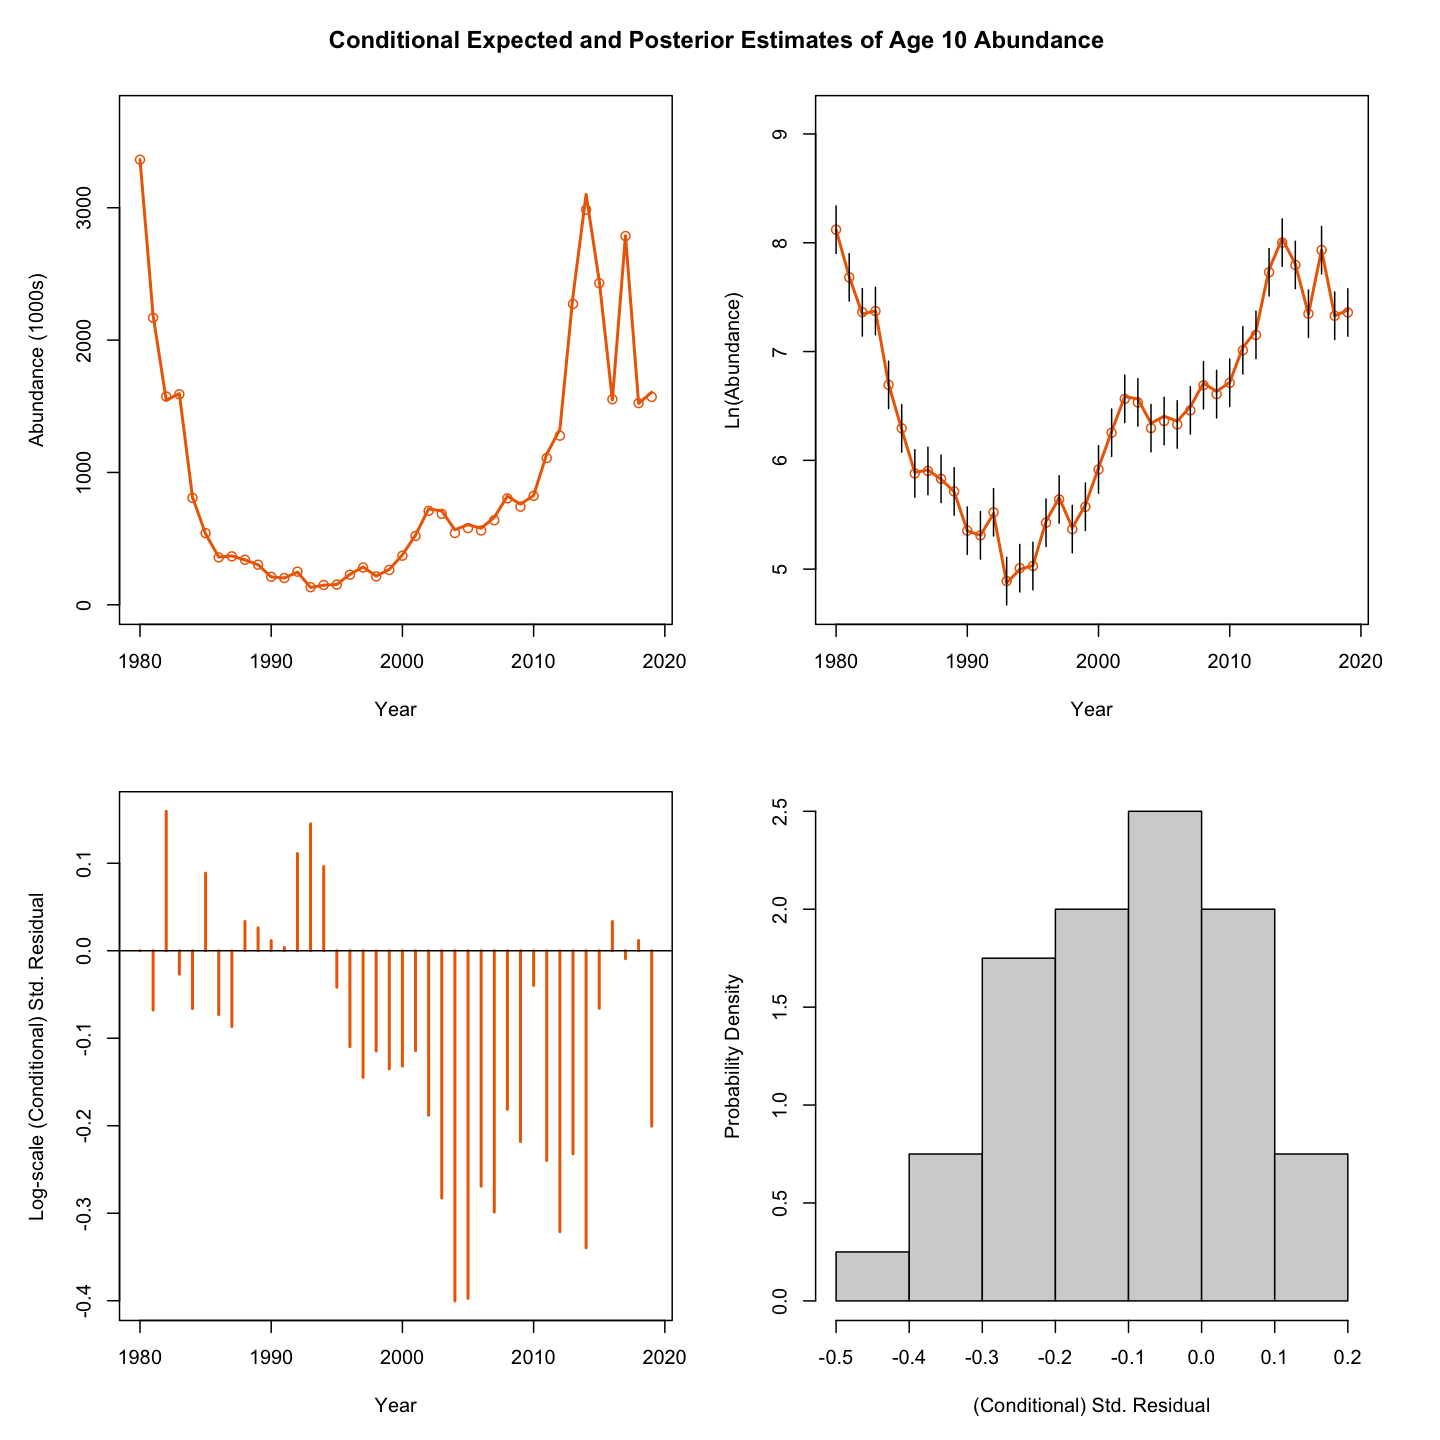 Conditional Expected and Posterior Estimates of Age 10 Abundance
Abundance (1000s)
3000
2000
1000
0
1980 1990 2000 2010 2020
Year
Ln(Abundance)
9
8
7
6
5
1980 1990 2000 2010 2020
Year
Log-scale (Conditional) Std. Residual
0.1
0.0
-0.1
-0.2
-0.3
-0.4
1980 1990 2000 2010 2020
Year
Probability Density
2.5
2.0
1.5
1.0
0.5
0.0
-0.5 -0.4 -0.3 -0.2 -0.1 0.0 0.1 0.2
(Conditional) Std. Residual